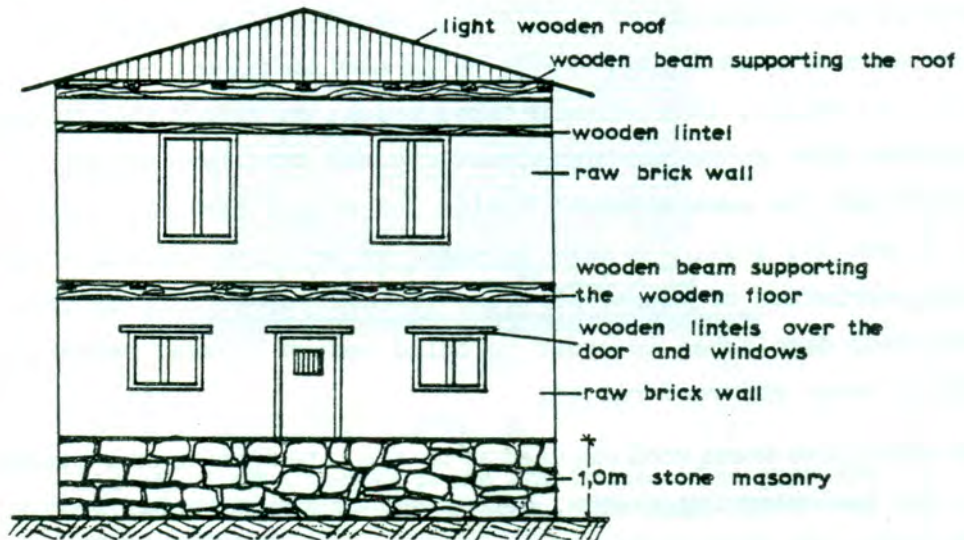 light wooden roof
wooden beam supporting the roof
wooden lintel
raw brick wall
wooden beam supporting
the wooden floor
wooden lintels over the
door and windows
raw brick wall
1,0m stone masonry